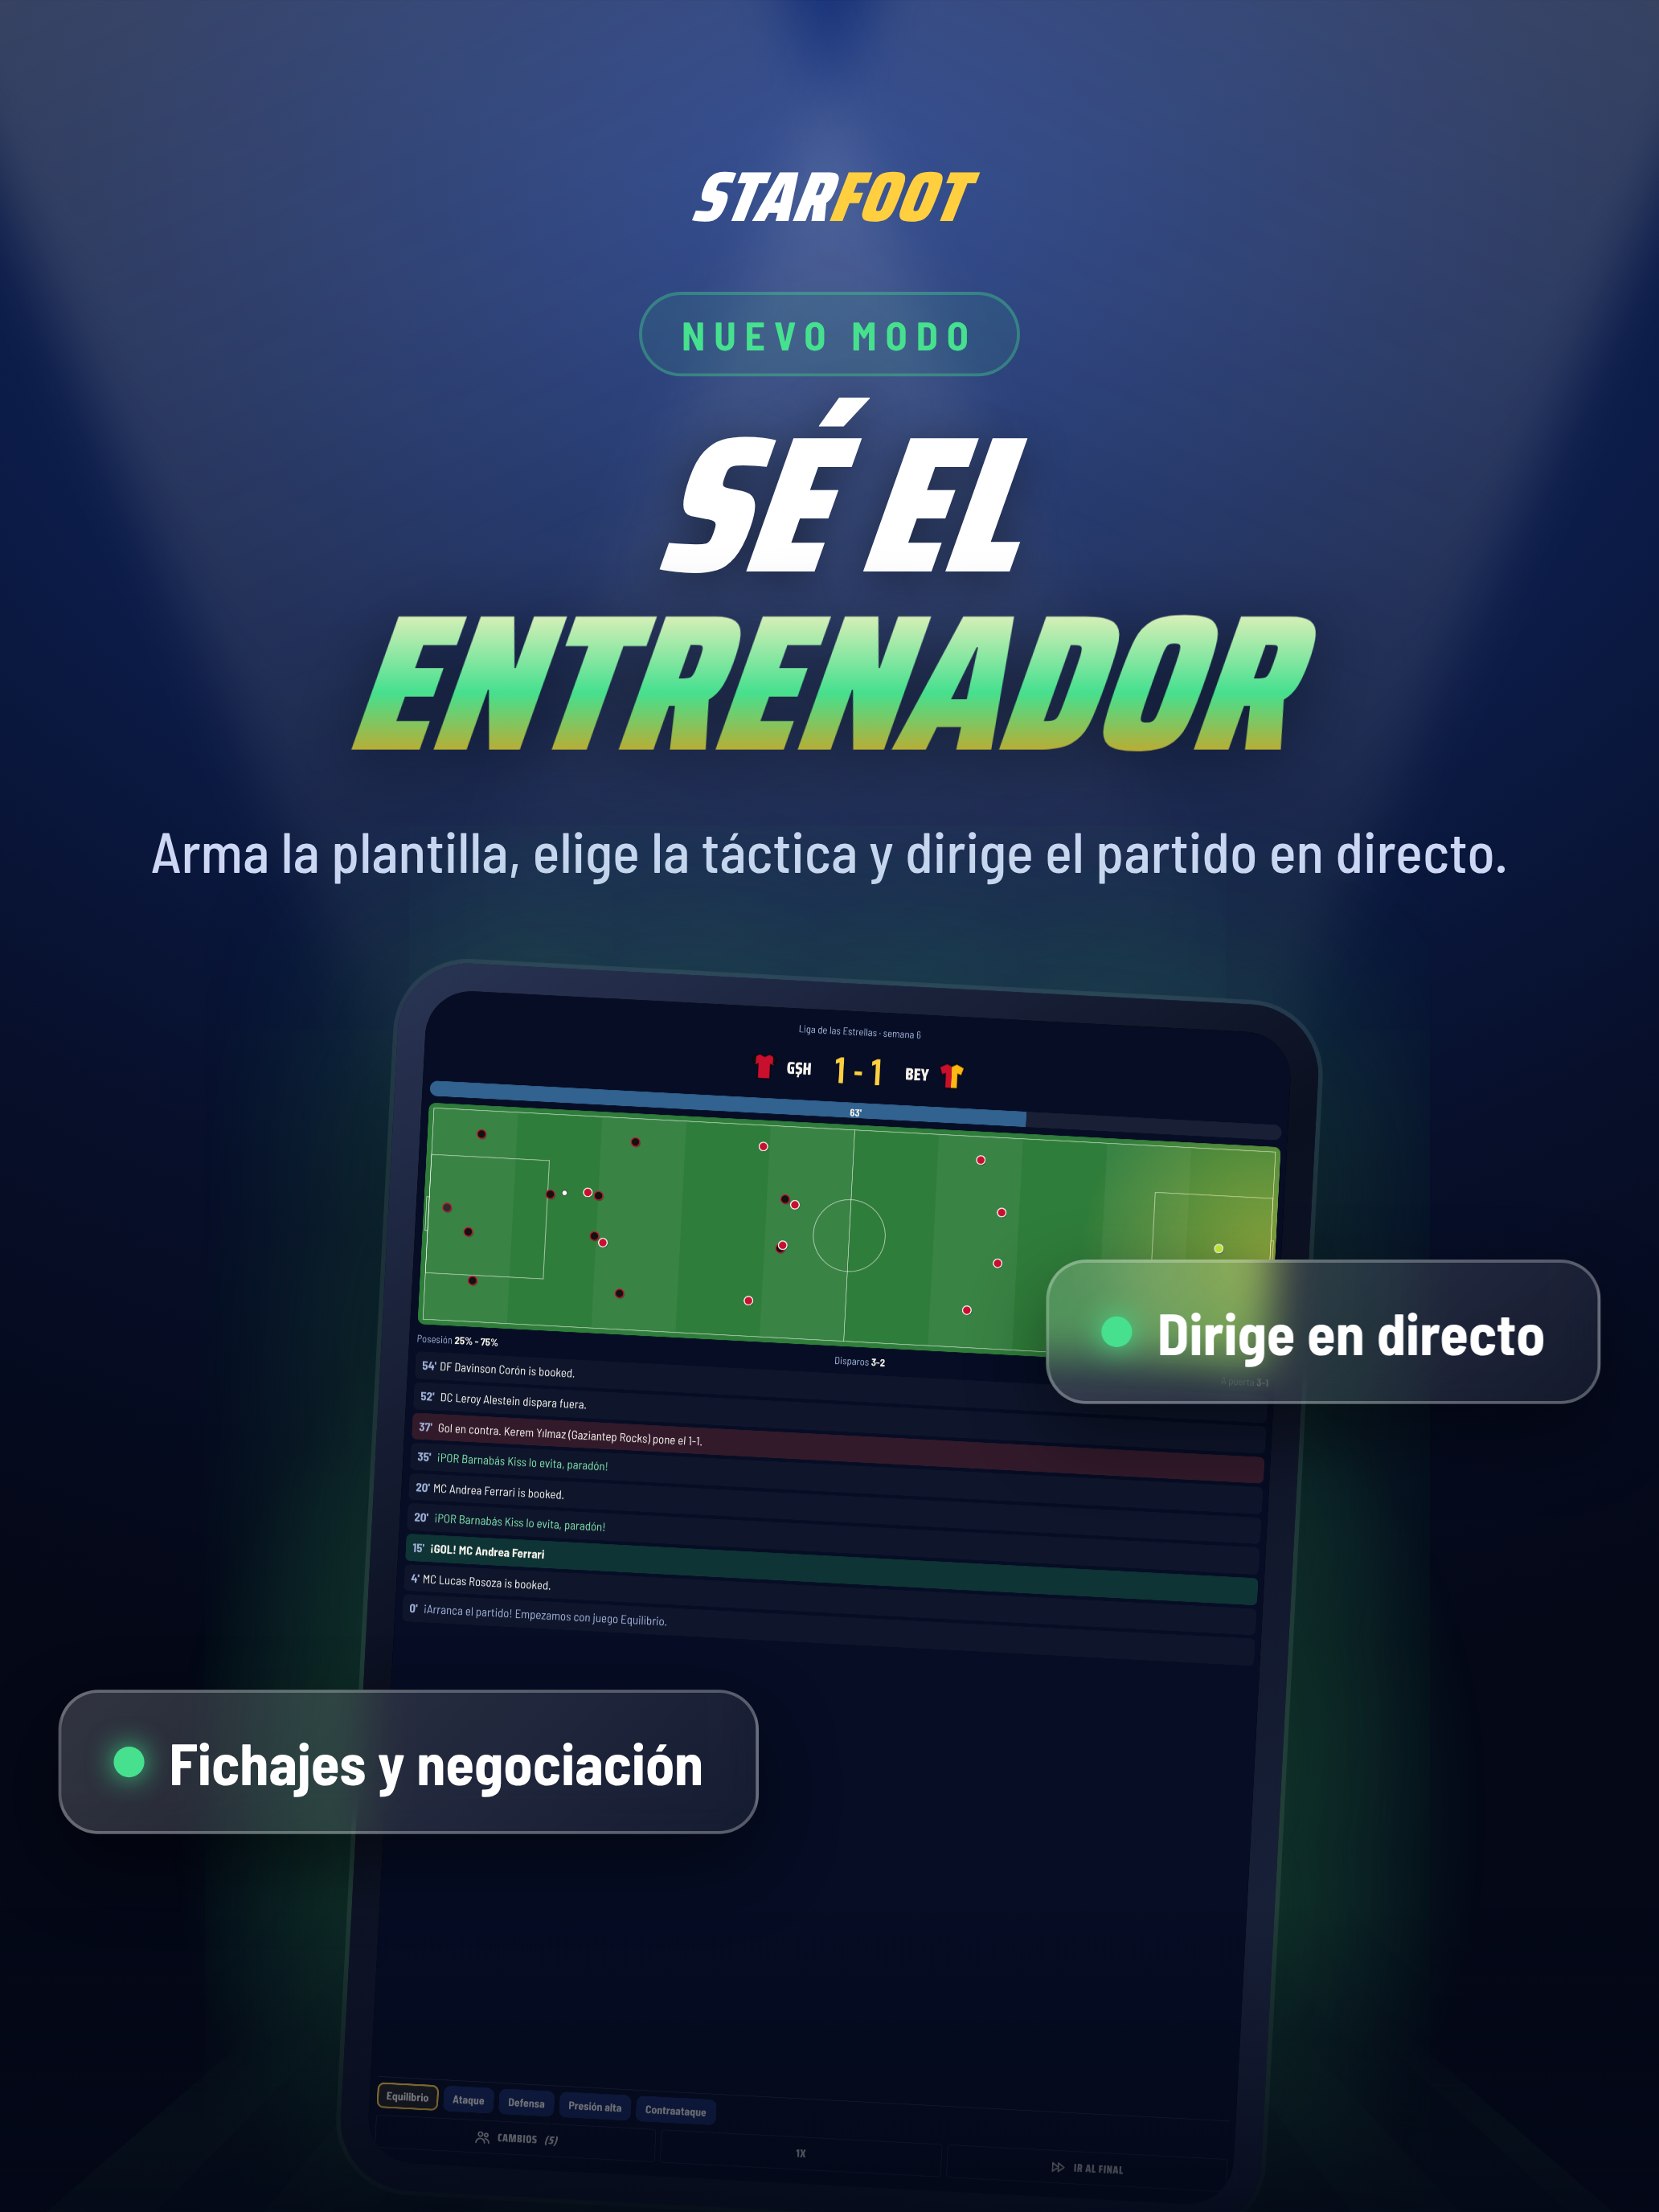 STARFOOT
NUEVO MODO
SÉ EL
ENTRENADOR
Arma la plantilla, elige la táctica y dirige el partido en directo.
Liga de las Estrellas · semana 6
GŞH 1 - 1 BEY
63'
Posesión 25% - 75%
Disparos 3-2
A puerta 3-1
Dirige en directo
54' DF Davinson Corón is booked.
52' DC Leroy Alestein dispara fuera.
37' Gol en contra. Kerem Yılmaz (Gaziantep Rocks) pone el 1-1.
35' ¡POR Barnabás Kiss lo evita, paradón!
20' MC Andrea Ferrari is booked.
20' ¡POR Barnabás Kiss lo evita, paradón!
15' ¡GOL! MC Andrea Ferrari
4' MC Lucas Rosoza is booked.
0' ¡Arranca el partido! Empezamos con juego Equilibrio.
Fichajes y negociación
Equilibrio Ataque Defensa Presión alta Contraataque
CAMBIOS (5) 1X IR AL FINAL